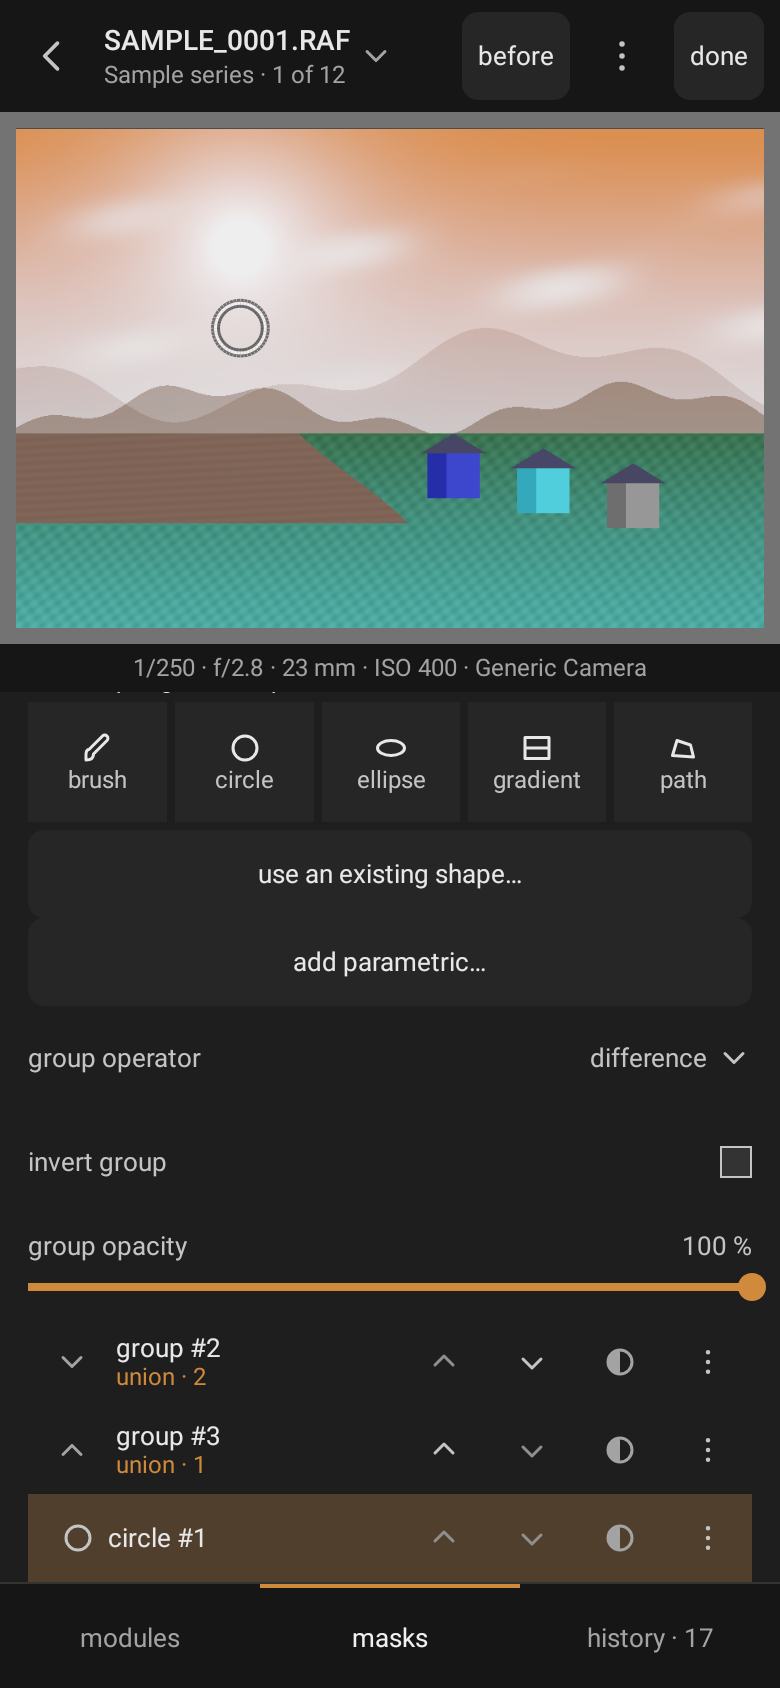 SAMPLE_0001.RAF
Sample series · 1 of 12
before
done
1/250 · f/2.8 · 23 mm · ISO 400 · Generic Camera
brush
circle
ellipse
gradient
path
use an existing shape...
add parametric...
group operator
difference
invert group
group opacity
100 %
group #2
union · 2
group #3
union · 1
circle #1
modules
masks
history · 17